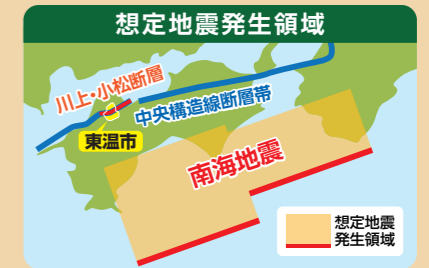 想定地震発生領域
川上・小松断層
中央構造線断層帯
東温市
南海地震
想定地震
発生領域